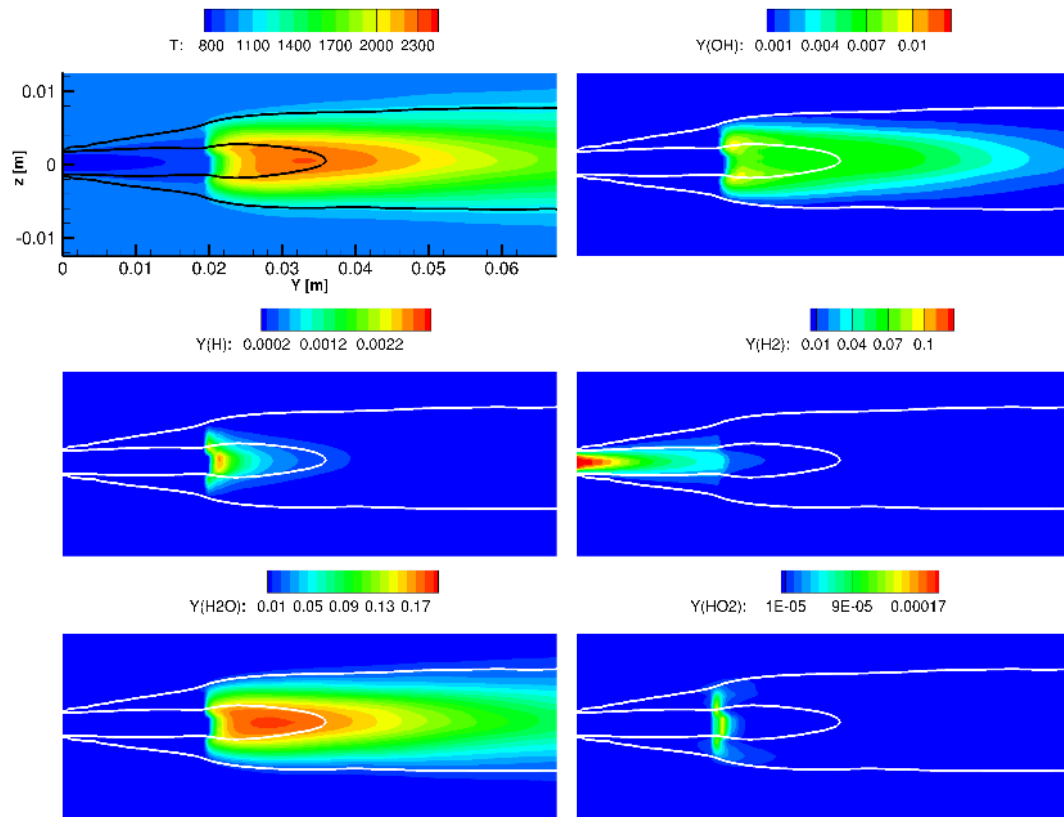 T: 800 1100 1400 1700 2000 2300
Y(OH): 0.001 0.004 0.007 0.01
0.01
0
-0.01
z [m]
0 0.01 0.02 0.03 0.04 0.05 0.06
Y [m]
Y(H): 0.0002 0.0012 0.0022
Y(H2): 0.01 0.04 0.07 0.1
Y(H2O): 0.01 0.05 0.09 0.13 0.17
Y(HO2): 1E-05 9E-05 0.00017